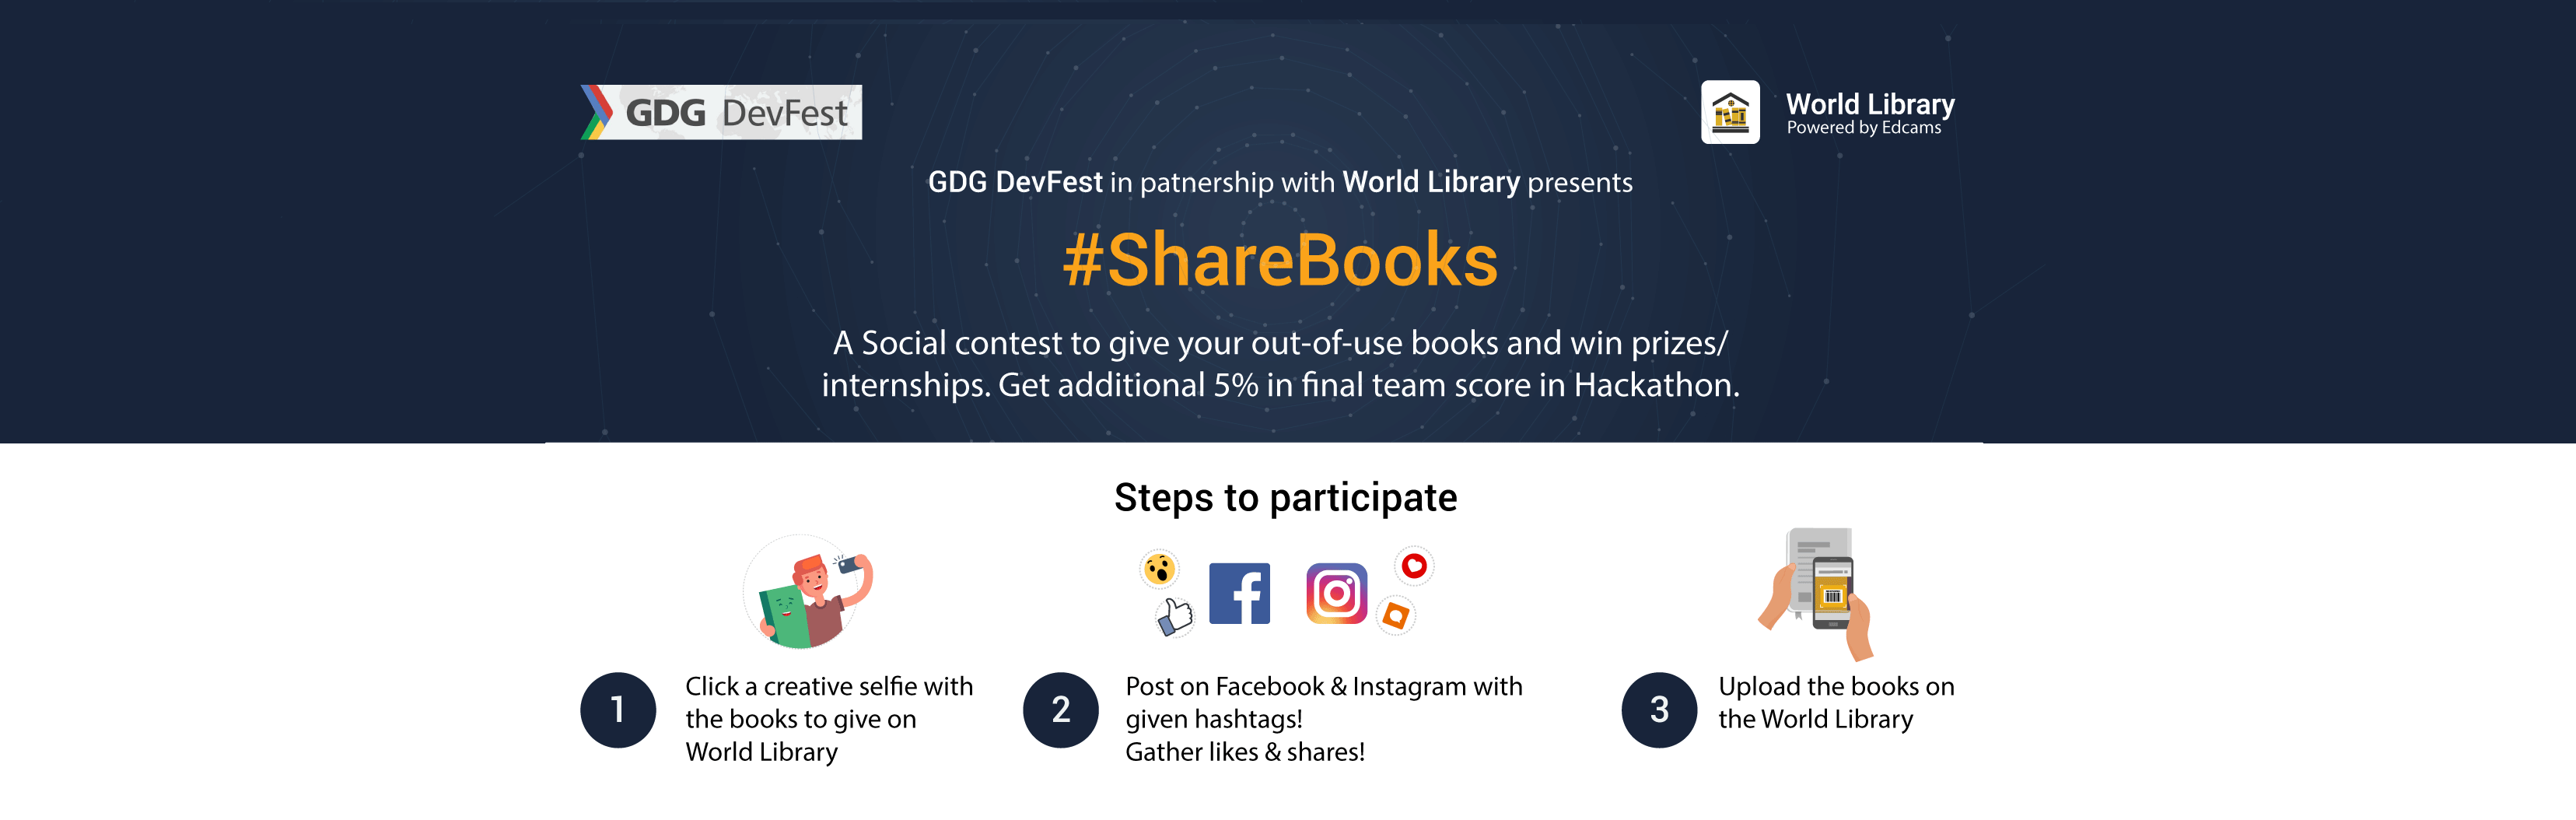 GDG DevFest
World Library
Powered by Edcams
GDG DevFest in patnership with World Library presents
#ShareBooks
A Social contest to give your out-of-use books and win prizes/
internships. Get additional 5% in final team score in Hackathon.
Steps to participate
1
Click a creative selfie with
the books to give on
World Library
2
Post on Facebook & Instagram with
given hashtags!
Gather likes & shares!
3
Upload the books on
the World Library